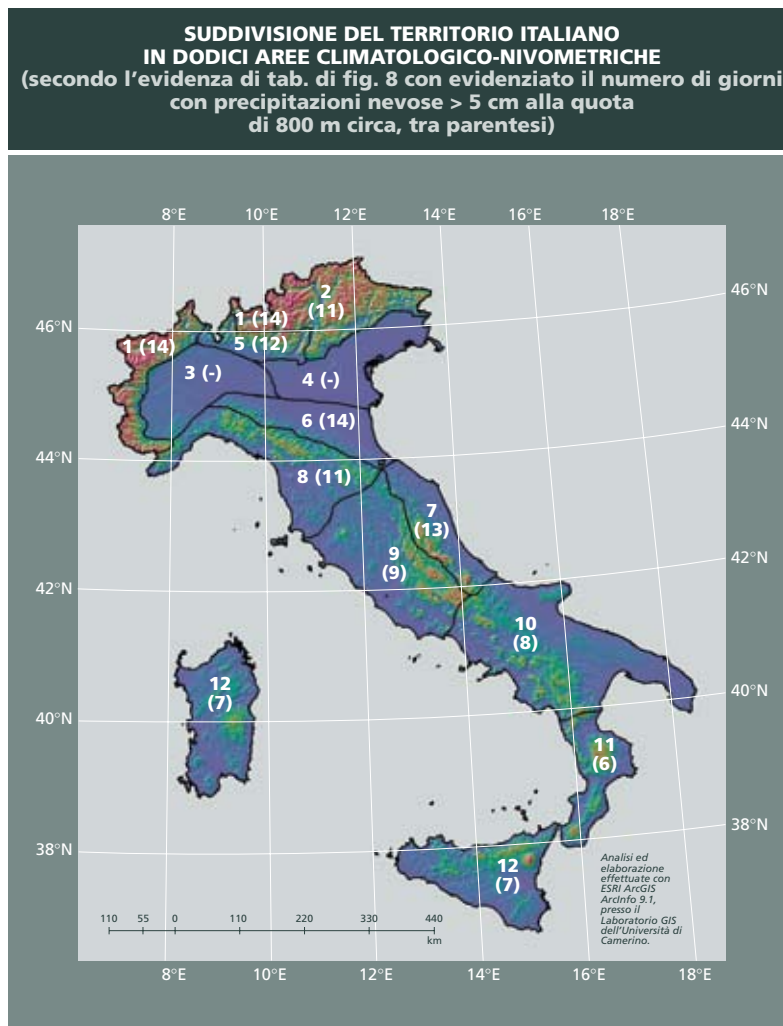 SUDDIVISIONE DEL TERRITORIO ITALIANO
IN DODICI AREE CLIMATOLOGICO-NIVOMETRICHE
(secondo l'evidenza di tab. di fig. 8 con evidenziato il numero di giorni
con precipitazioni nevose > 5 cm alla quota
di 800 m circa, tra parentesi)
8°E 10°E 12°E 14°E 16°E 18°E
46°N
2
(11)
1 (14)
46°N
1 (14)
5 (12)
3 (-)
4 (-)
6 (14)
44°N
44°N
8 (11)
7
(13)
9
(9)
42°N
42°N
10
(8)
12
(7)
40°N
40°N
11
(6)
38°N
38°N
12
(7)
Analisi ed
elaborazione
effettuate con
ESRI ArcGIS
ArcInfo 9.1,
presso il
Laboratorio GIS
dell'Università di
Camerino.
110 55 0 110 220 330 440
km
8°E 10°E 12°E 14°E 16°E 18°E